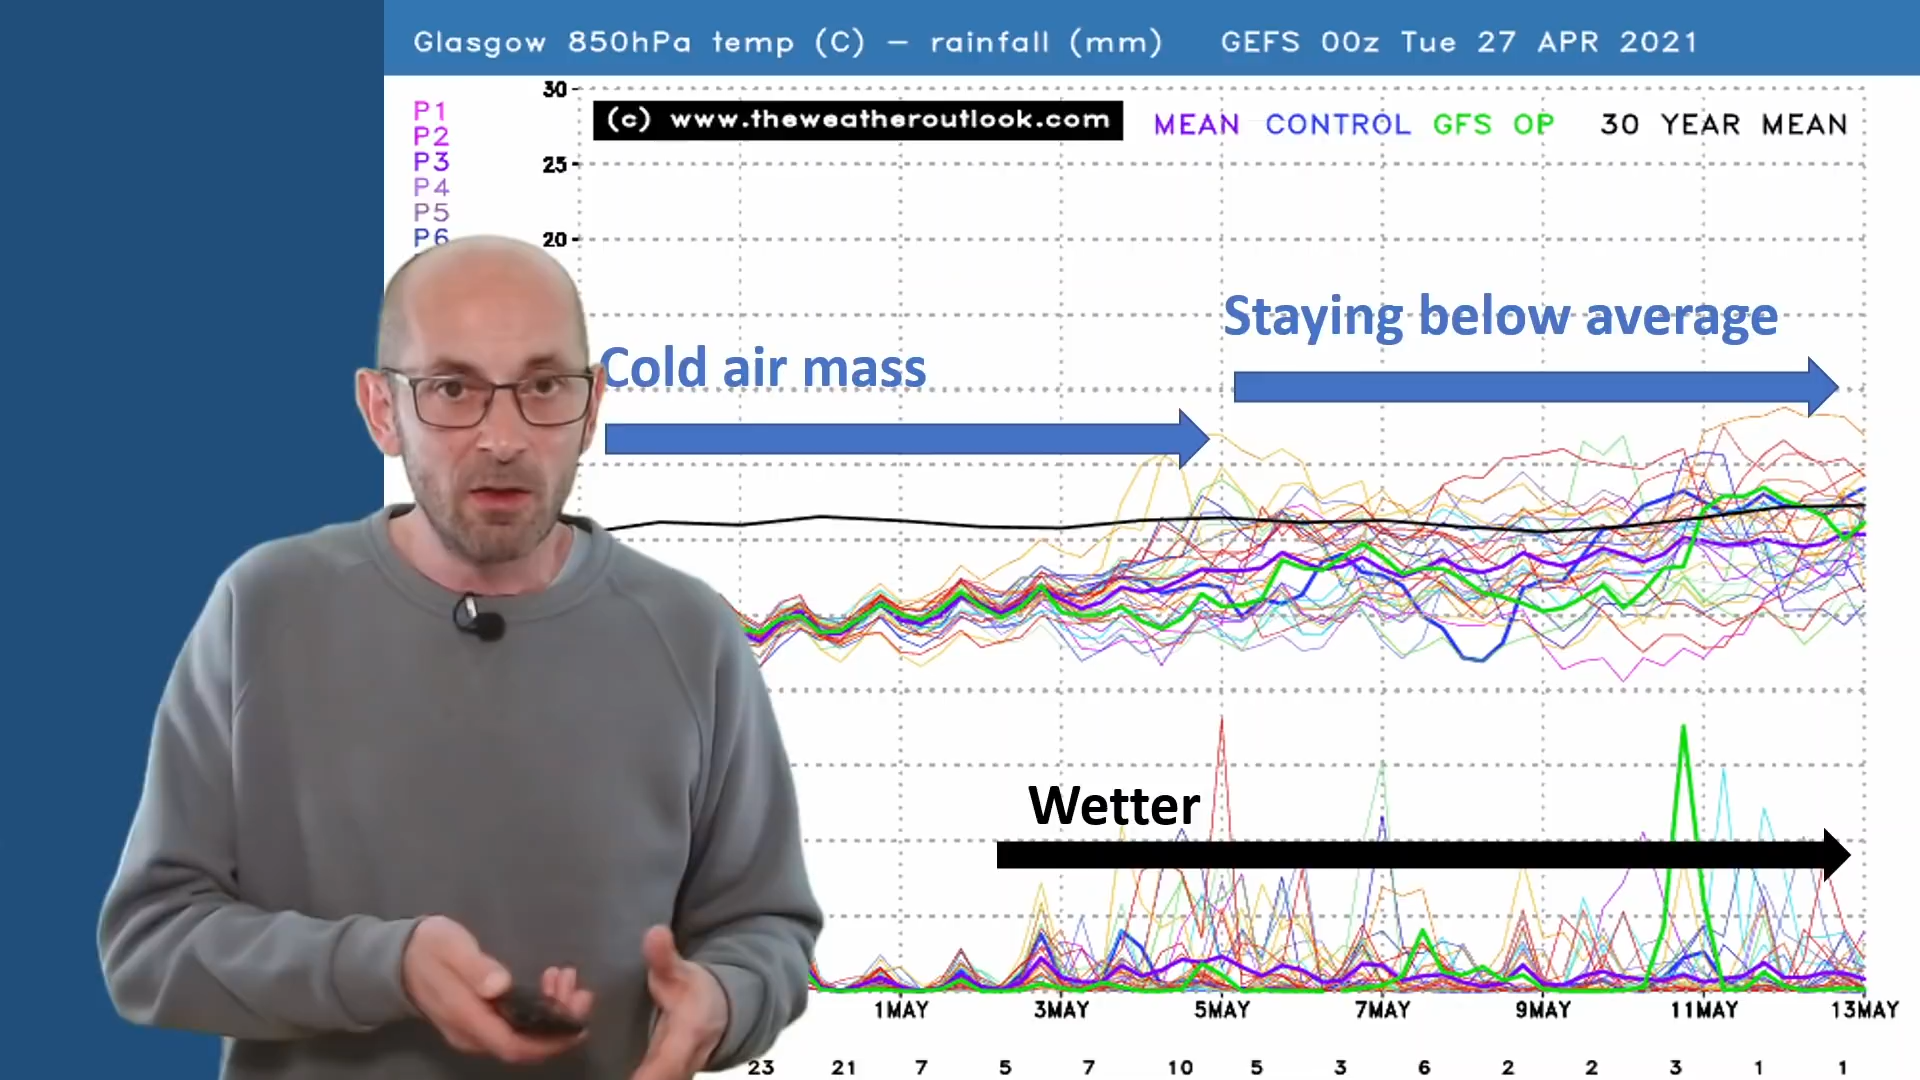 Glasgow 850hPa temp (C) – rainfall (mm) GEFS 00z Tue 27 APR 2021
30
(c) www.theweatheroutlook.com
MEAN CONTROL GFS OP 30 YEAR MEAN
P1
P2
25
P3
P4
P5
P6
20
Staying below average
Cold air mass
Wetter
1MAY 3MAY 5MAY 7MAY 9MAY 11MAY 13MAY
23 21 7 5 7 10 5 3 6 2 2 3 1 1